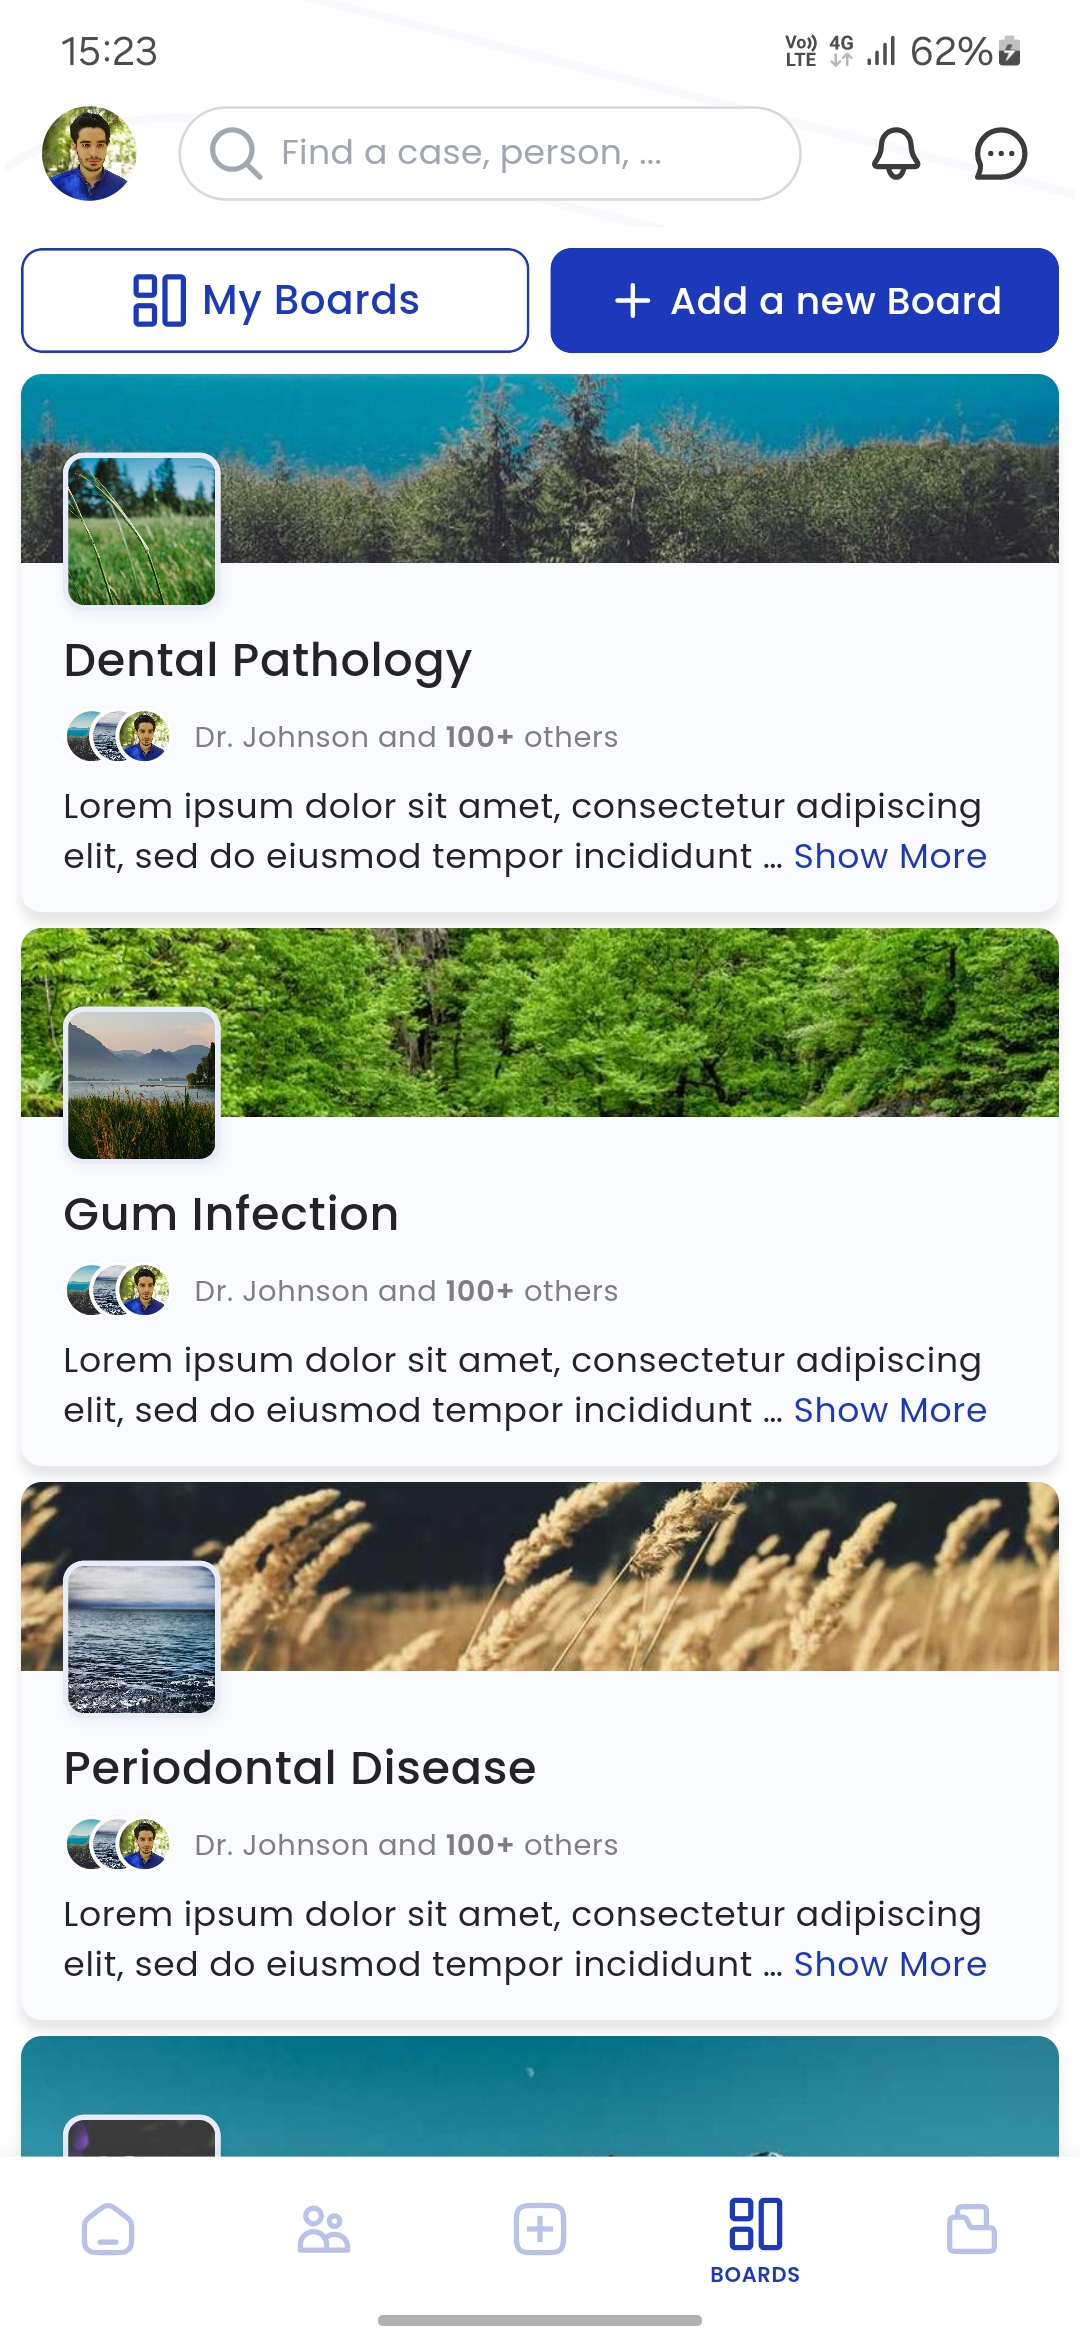 15:23
Vo)) LTE 4G 62%
Find a case, person, ...
My Boards
Add a new Board
Dental Pathology
Dr. Johnson and 100+ others
Lorem ipsum dolor sit amet, consectetur adipiscing
elit, sed do eiusmod tempor incididunt ... Show More
Gum Infection
Dr. Johnson and 100+ others
Lorem ipsum dolor sit amet, consectetur adipiscing
elit, sed do eiusmod tempor incididunt ... Show More
Periodontal Disease
Dr. Johnson and 100+ others
Lorem ipsum dolor sit amet, consectetur adipiscing
elit, sed do eiusmod tempor incididunt ... Show More
BOARDS